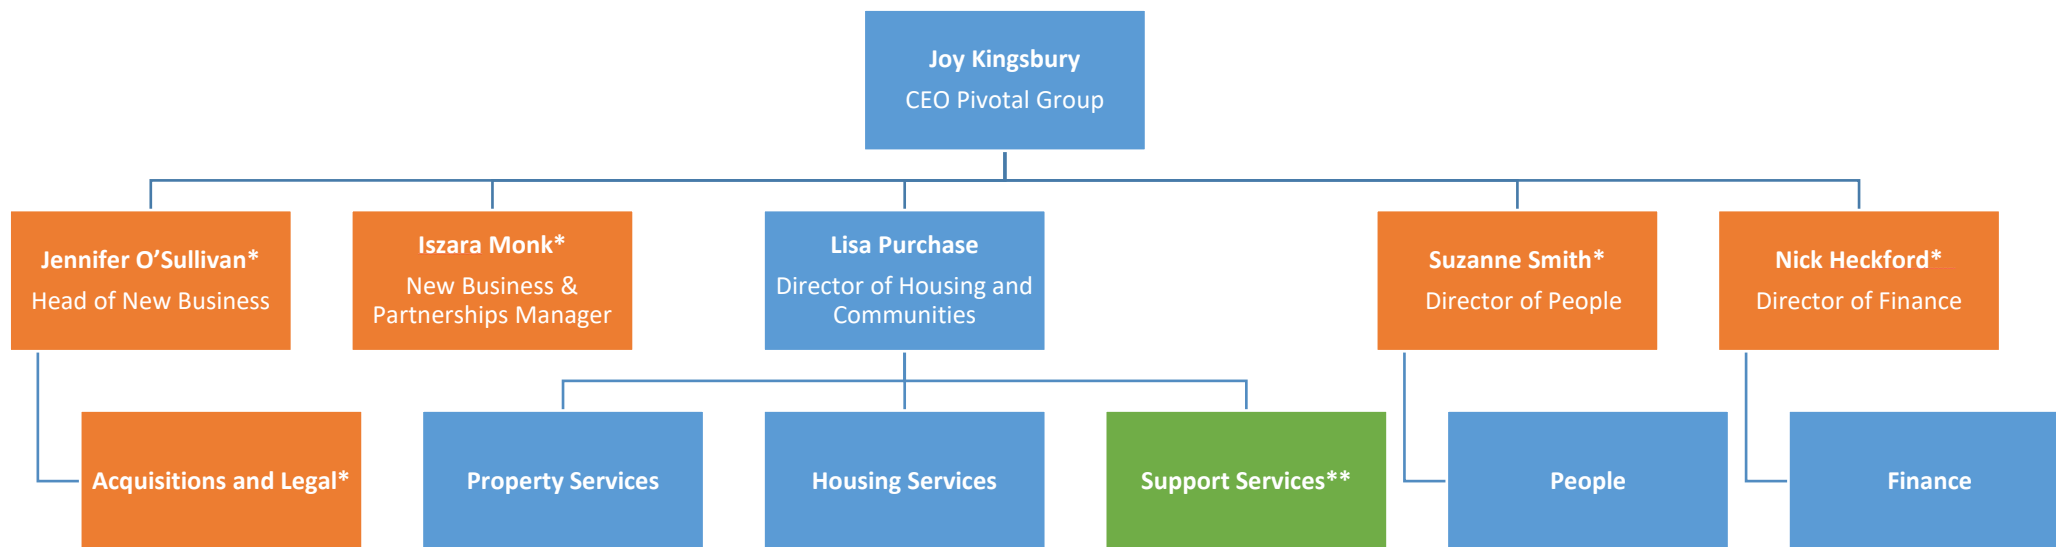 Joy Kingsbury
CEO Pivotal Group
Jennifer O’Sullivan*
Head of New Business
Iszara Monk*
New Business &
Partnerships Manager
Lisa Purchase
Director of Housing and
Communities
Suzanne Smith*
Director of People
Nick Heckford*
Director of Finance
Acquisitions and Legal*
Property Services
Housing Services
Support Services**
People
Finance